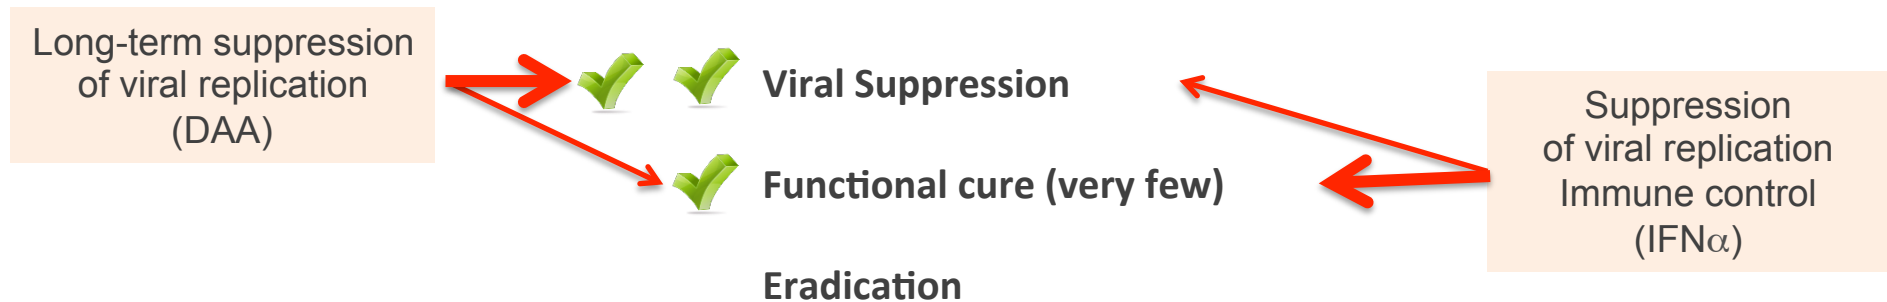 Long-term suppression
of viral replication
(DAA)
Viral Suppression
Functional cure (very few)
Eradication
Suppression
of viral replication
Immune control
(IFNα)